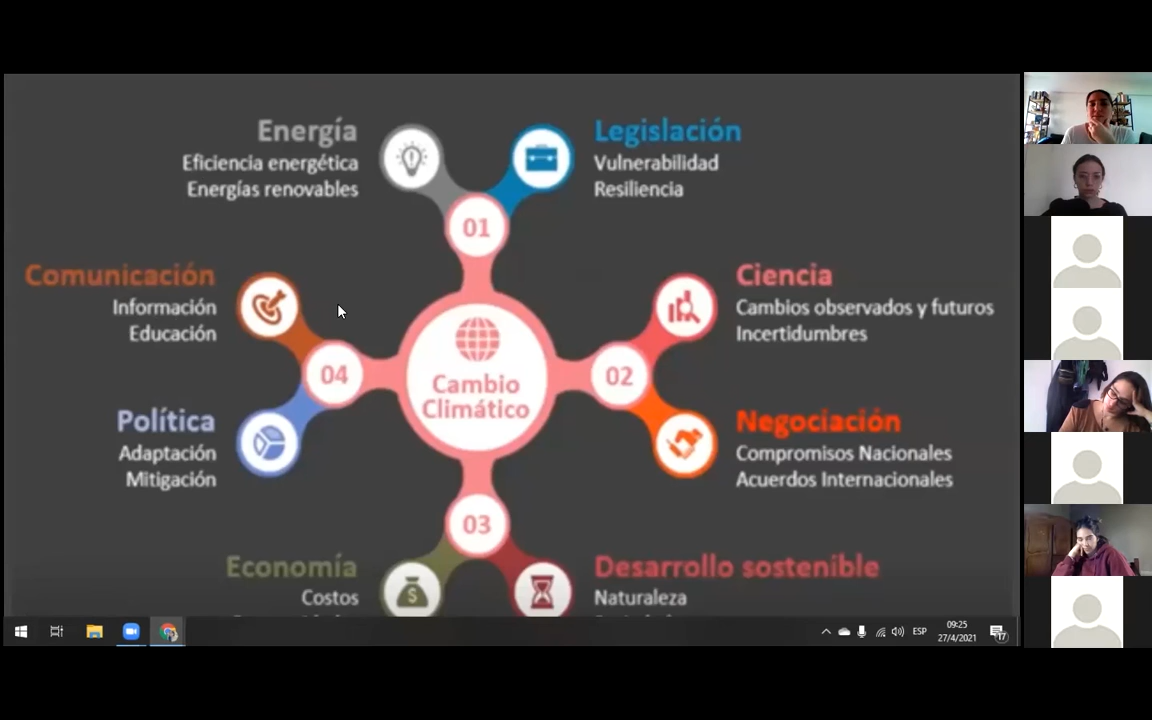 Energía
Eficiencia energética
Energías renovables
Legislación
Vulnerabilidad
Resiliencia
01
Comunicación
Información
Educación
Ciencia
Cambios observados y futuros
Incertidumbres
04
Cambio
Climático
02
Política
Adaptación
Mitigación
Negociación
Compromisos Nacionales
Acuerdos Internacionales
03
Economía
Costos
Desarrollo sostenible
Naturaleza
ESP
09:25
27/4/2021
17